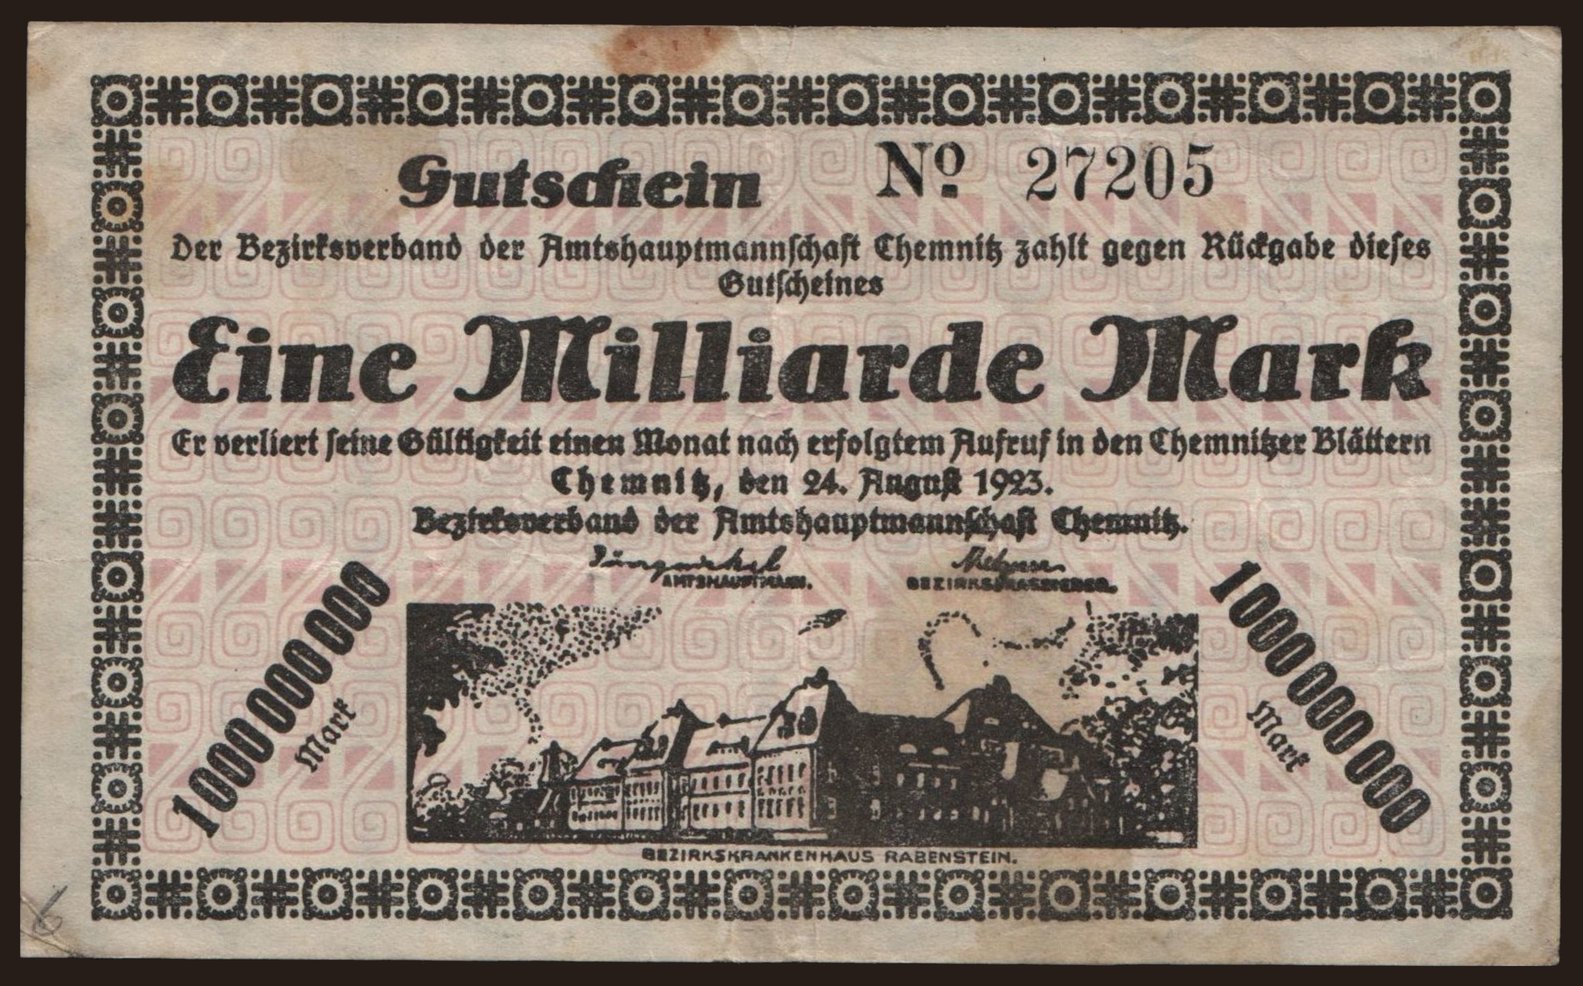 Gutschein Nº 27205
Der Bezirksverband der Amtshauptmannschaft Chemnitz zahlt gegen Rückgabe dieses
Gutscheines
Eine Milliarde Mark
Er verliert seine Gültigkeit einen Monat nach erfolgtem Aufruf in den Chemnitzer Blättern
Chemnitz, den 24. August 1923.
Bezirksverband der Amtshauptmannschaft Chemnitz.
AMTSHAUPTMANN.
1000000000
Mark
1000000000
Mark
BEZIRKSKRANKENHAUS RABENSTEIN.
6